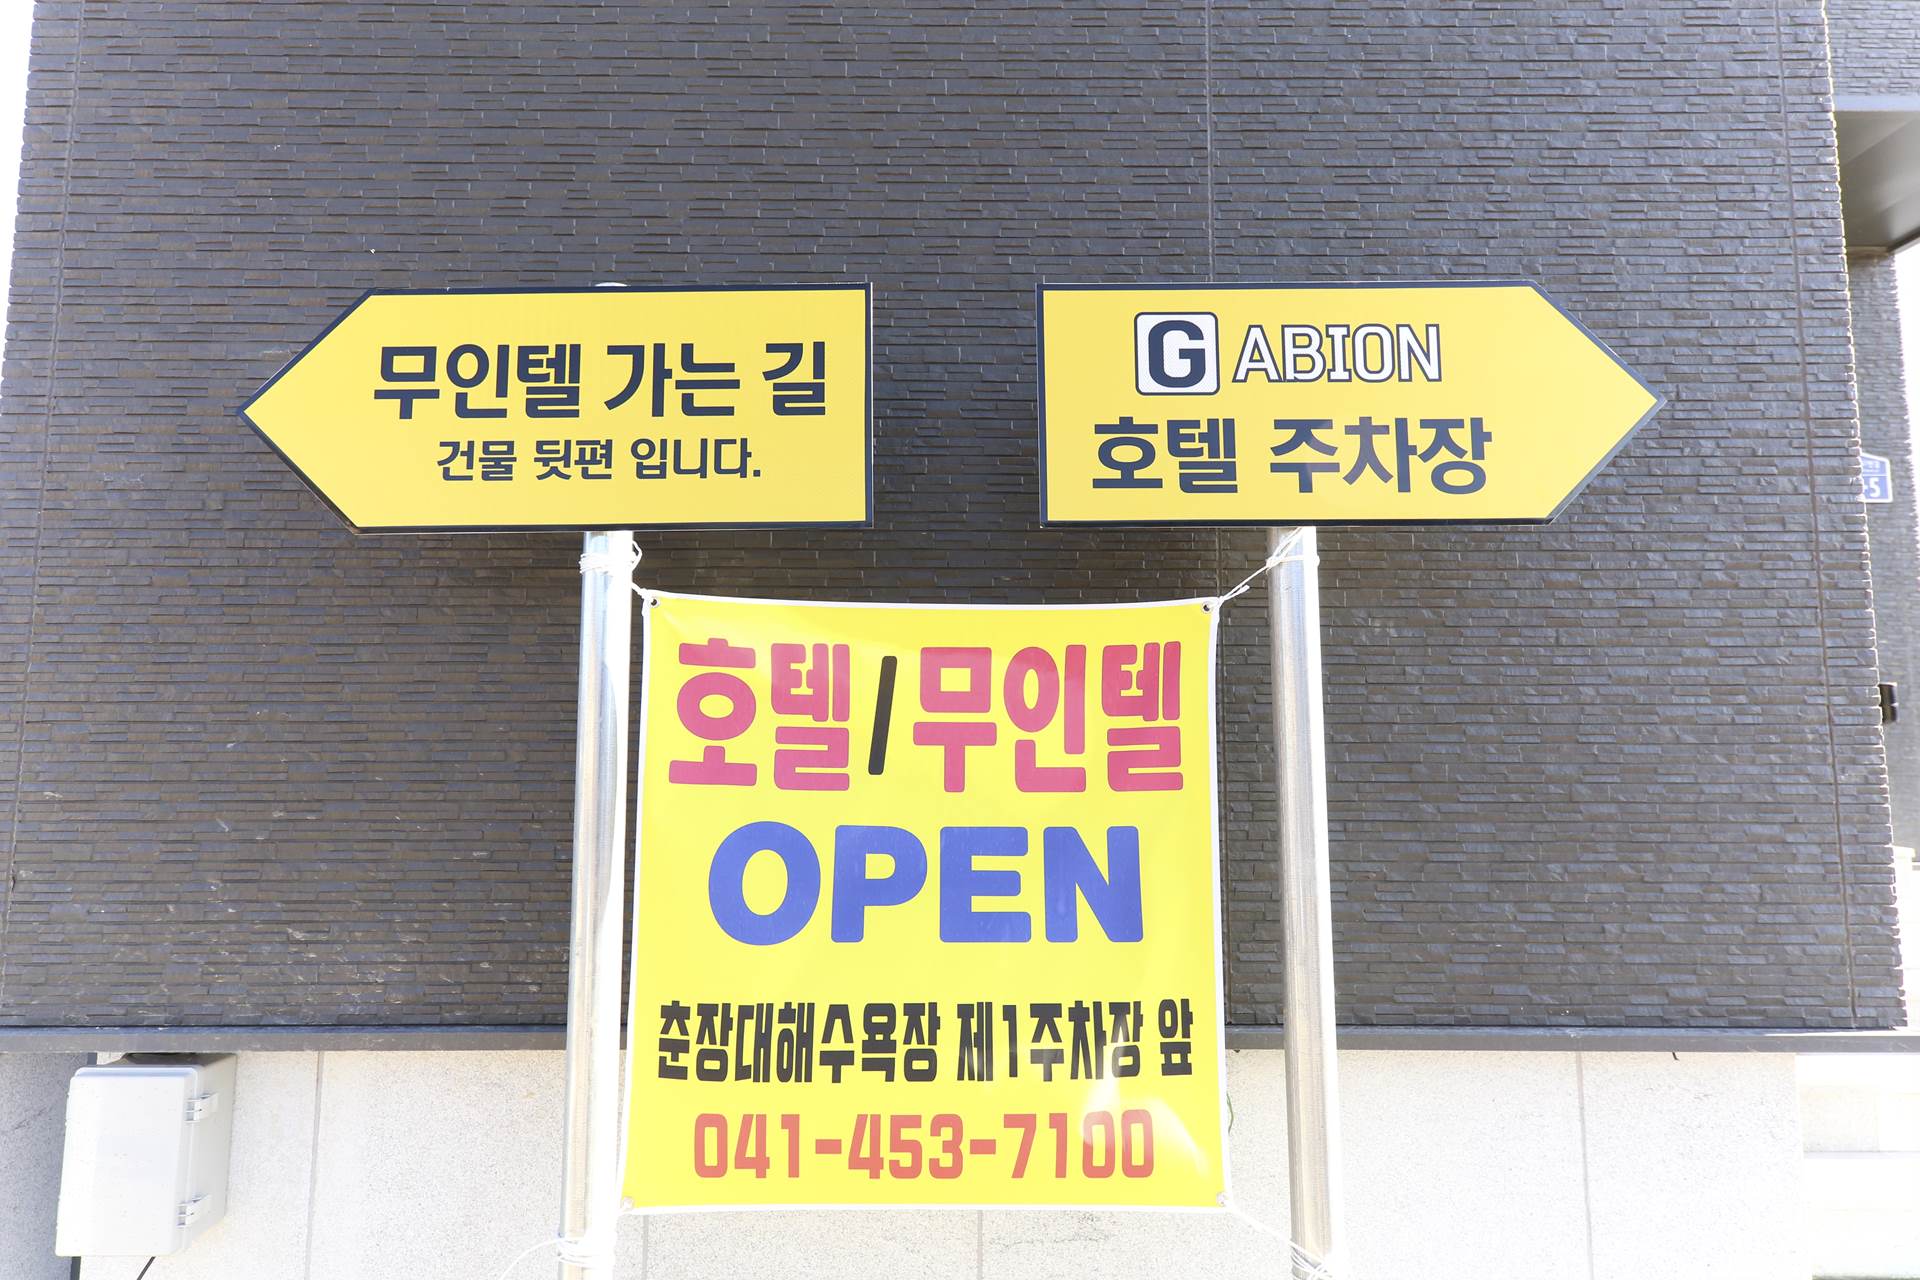 무인텔 가는 길
건물 뒷편 입니다.
G ABION
호텔 주차장
호텔/무인텔
OPEN
춘장대해수욕장 제1주차장 앞
041-453-7100